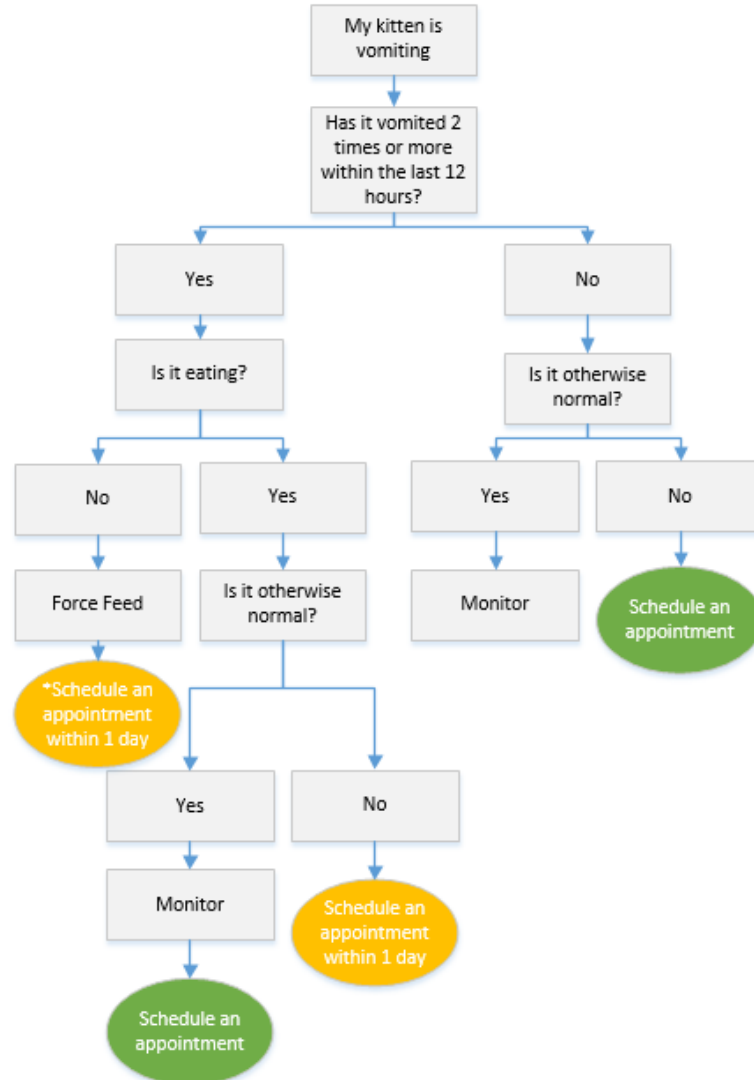 My kitten is
vomiting
Has it vomited 2
times or more
within the last 12
hours?
Yes
No
Is it eating?
Is it otherwise
normal?
No
Yes
Yes
No
Force Feed
Is it otherwise
normal?
Monitor
Schedule an
appointment
*Schedule an
appointment
within 1 day
Yes
No
Monitor
Schedule an
appointment
within 1 day
Schedule an
appointment